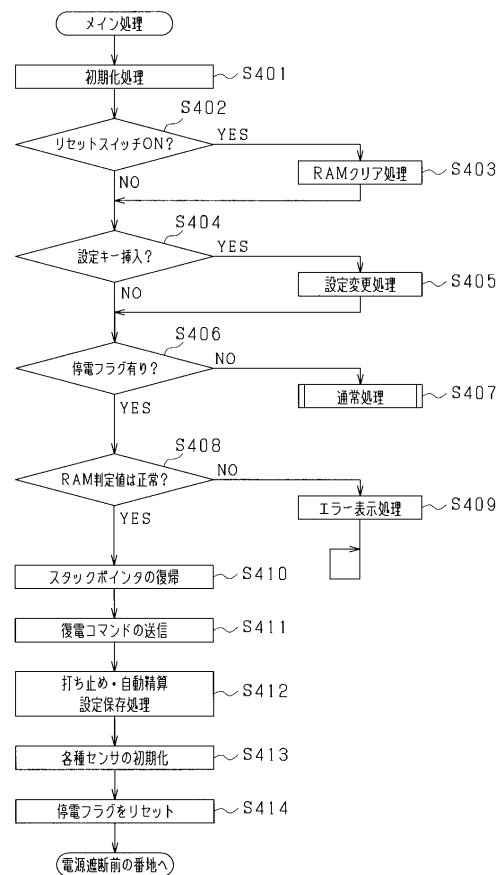 メイン処理
初期化処理
S401
S402
リセットスイッチON?
YES
RAMクリア処理
S403
NO
S404
設定キー挿入?
YES
設定変更処理
S405
NO
S406
停電フラグ有り?
NO
通常処理
S407
YES
S408
RAM判定値は正常?
NO
エラー表示処理
S409
YES
スタックポインタの復帰
S410
復電コマンドの送信
S411
打ち止め・自動精算
設定保存処理
S412
各種センサの初期化
S413
停電フラグをリセット
S414
電源遮断前の番地へ